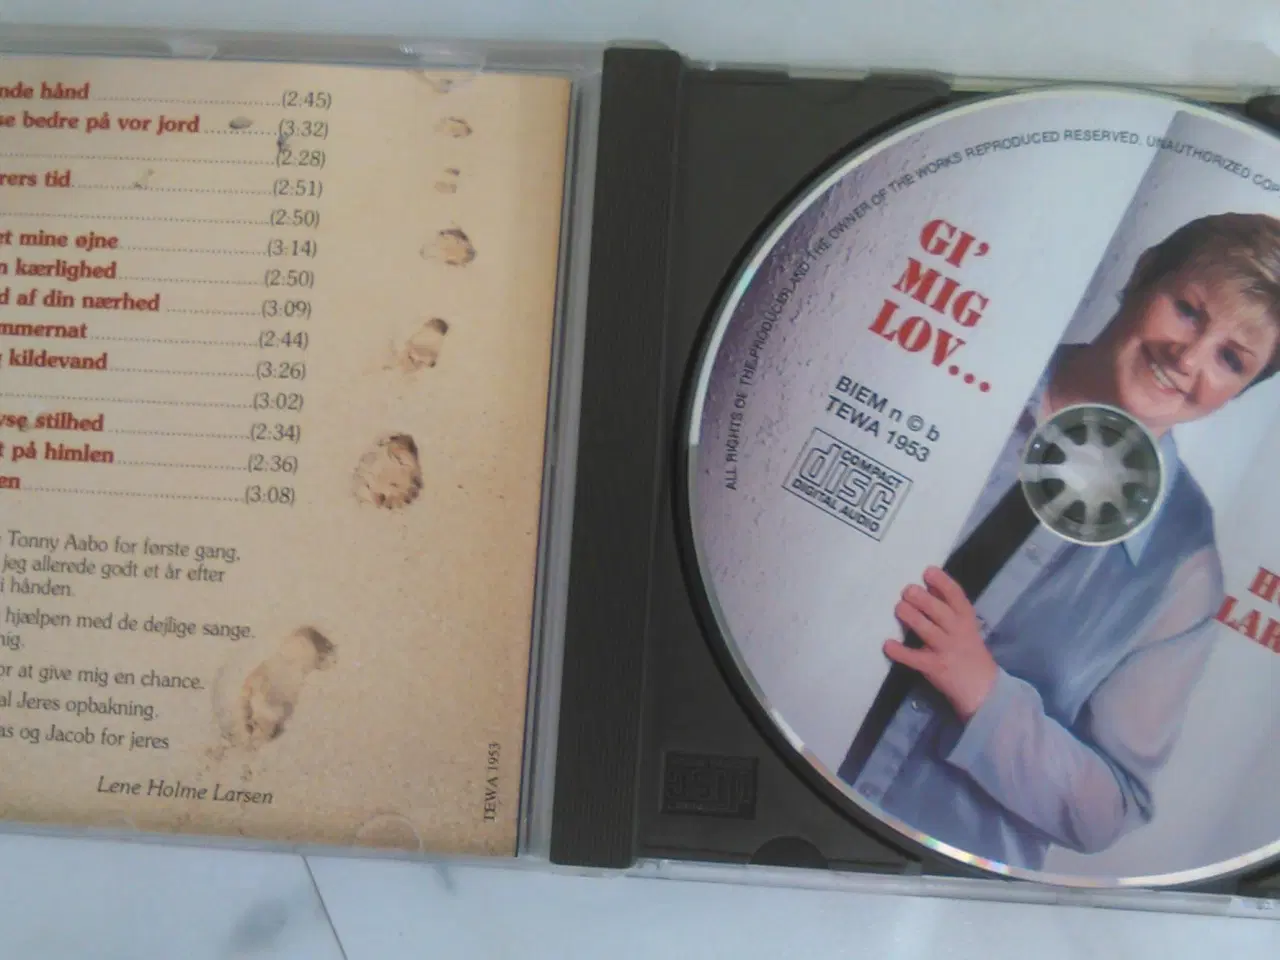 nde hånd (2:45)
se bedre på vor jord (3:32)
(2:28)
rers tid (2:51)
(2:50)
et mine øjne (3:14)
n kærlighed (2:50)
d af din nærhed (3:09)
mmernat (2:44)
kildevand (3:26)
(3:02)
yse stilhed (2:34)
t på himlen (2:36)
en (3:08)
Tonny Aabo for første gang,
jeg allerede godt et år efter
i hånden.
hjælpen med de dejlige sange.
mig.
or at give mig en chance.
al Jeres opbakning.
as og Jacob for jeres
Lene Holme Larsen
TEWA 1953
ALL RIGHTS OF THE PRODUCER AND THE OWNER OF THE WORKS REPRODUCED RESERVED. UNAUTHORIZED COP
GI'
MIG
LOV...
BIEM n © b
TEWA 1953
COMPACT
disc
DIGITAL AUDIO
H
LAR